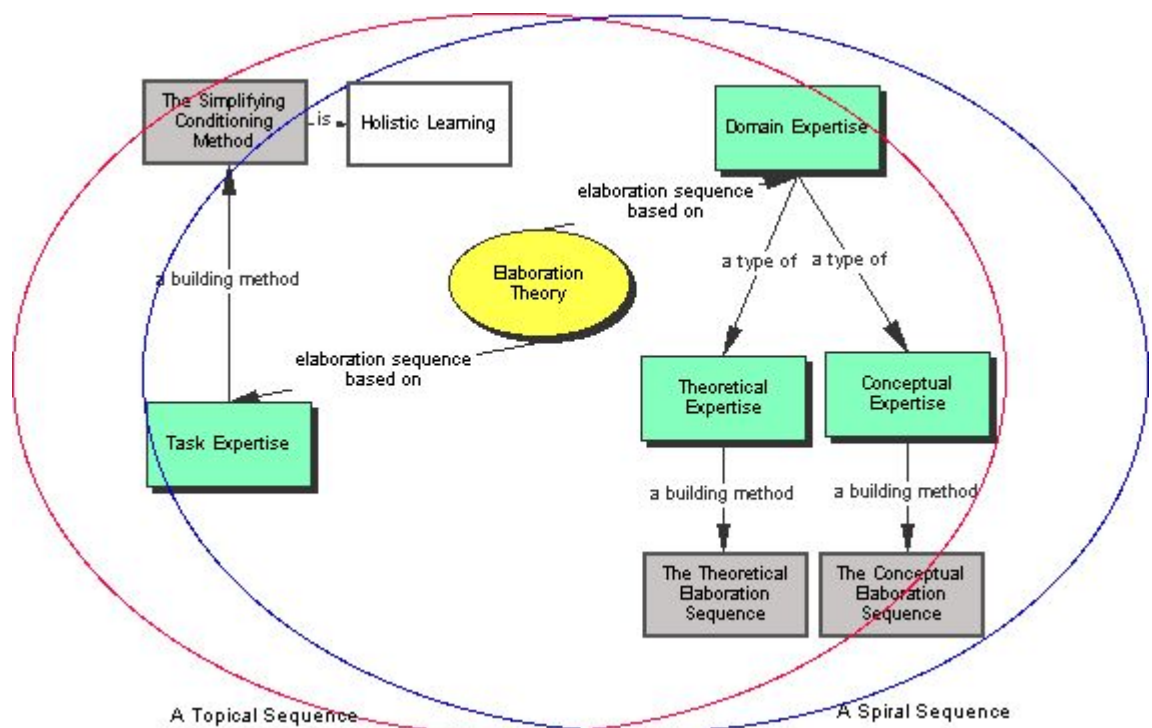 The Simplifying
Conditioning
Method
is
Holistic Learning
Domain Expertise
elaboration sequence
based on
a type of
a type of
Elaboration
Theory
a building method
elaboration sequence
based on
Task Expertise
Theoretical
Expertise
Conceptual
Expertise
a building method
a building method
The Theoretical
Elaboration
Sequence
The Conceptual
Elaboration
Sequence
A Topical Sequence
A Spiral Sequence